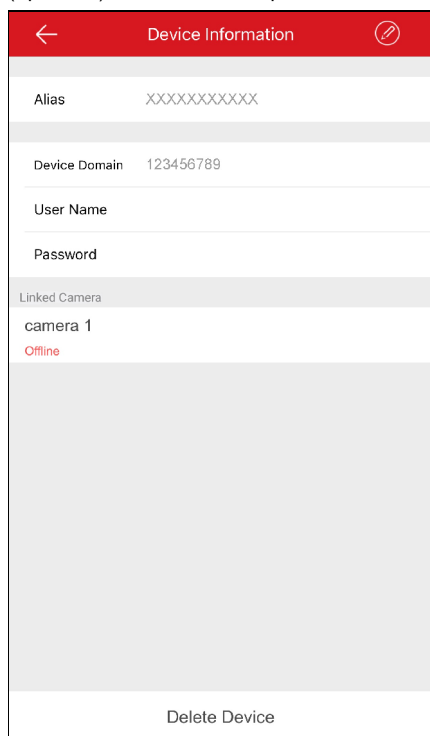 Device Information
Alias XXXXXXXXXXX
Device Domain 123456789
User Name
Password
Linked Camera
camera 1
Offline
Delete Device